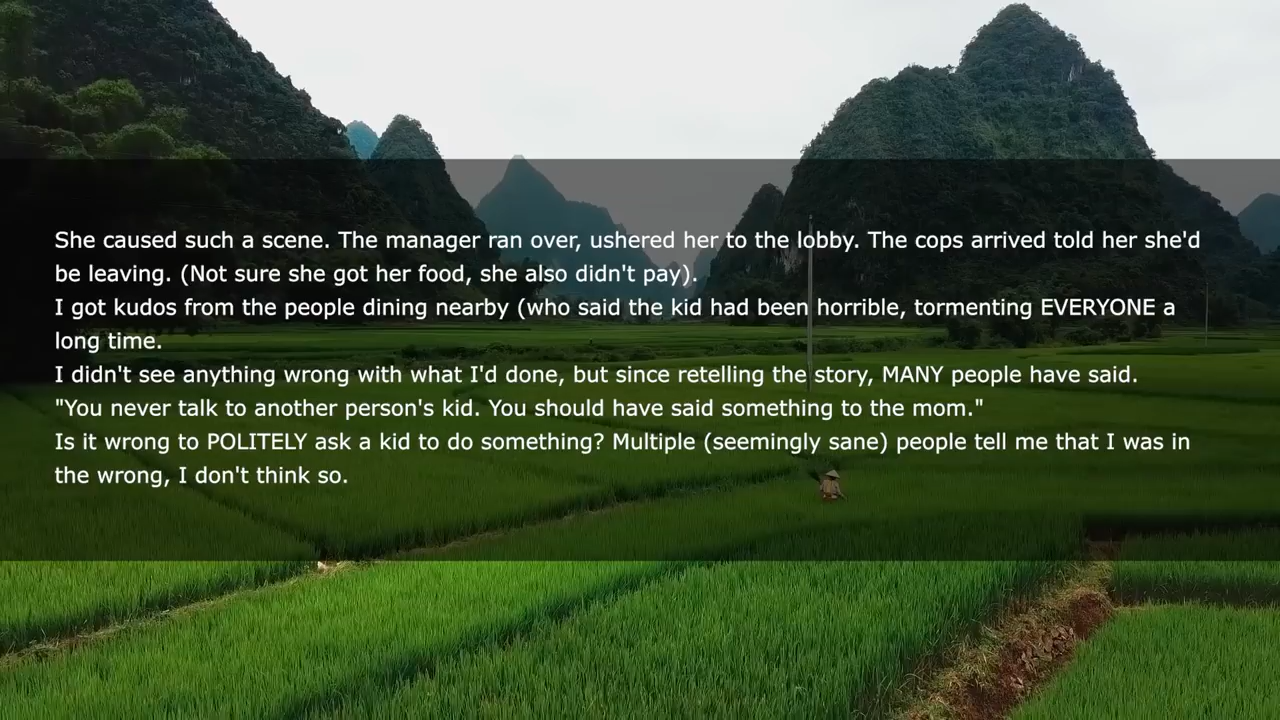 She caused such a scene. The manager ran over, ushered her to the lobby. The cops arrived told her she'd
be leaving. (Not sure she got her food, she also didn't pay).
I got kudos from the people dining nearby (who said the kid had been horrible, tormenting EVERYONE a
long time.
I didn't see anything wrong with what I'd done, but since retelling the story, MANY people have said.
"You never talk to another person's kid. You should have said something to the mom."
Is it wrong to POLITELY ask a kid to do something? Multiple (seemingly sane) people tell me that I was in
the wrong, I don't think so.